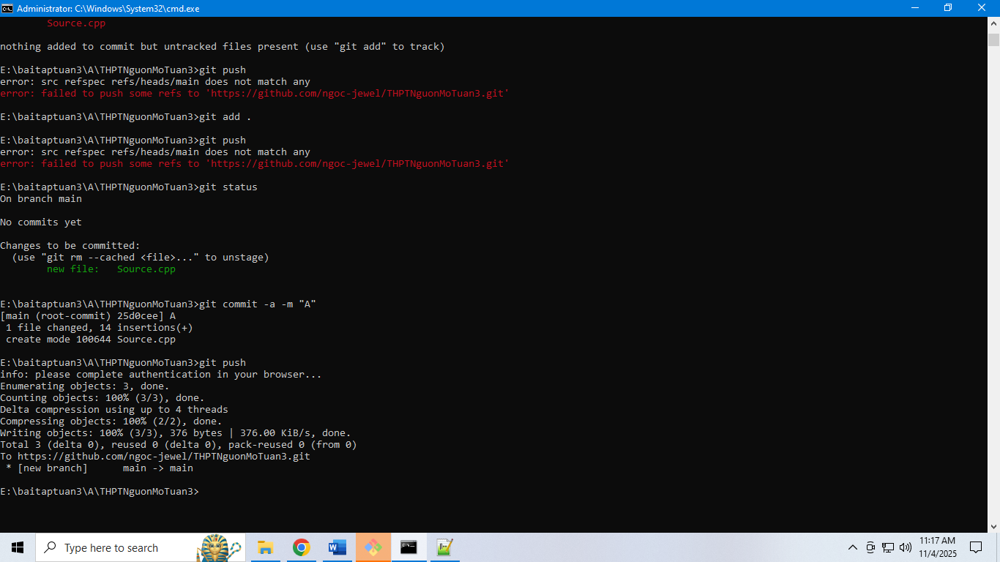 Administrator: C:\Windows\System32\cmd.exe
        Source.cpp

nothing added to commit but untracked files present (use "git add" to track)

E:\baitaptuan3\A\THPTNguonMoTuan3>git push
error: src refspec refs/heads/main does not match any
error: failed to push some refs to 'https://github.com/ngoc-jewel/THPTNguonMoTuan3.git'

E:\baitaptuan3\A\THPTNguonMoTuan3>git add .

E:\baitaptuan3\A\THPTNguonMoTuan3>git push
error: src refspec refs/heads/main does not match any
error: failed to push some refs to 'https://github.com/ngoc-jewel/THPTNguonMoTuan3.git'

E:\baitaptuan3\A\THPTNguonMoTuan3>git status
On branch main

No commits yet

Changes to be committed:
  (use "git rm --cached <file>..." to unstage)
        new file:   Source.cpp


E:\baitaptuan3\A\THPTNguonMoTuan3>git commit -a -m "A"
[main (root-commit) 25d0cee] A
 1 file changed, 14 insertions(+)
 create mode 100644 Source.cpp

E:\baitaptuan3\A\THPTNguonMoTuan3>git push
info: please complete authentication in your browser...
Enumerating objects: 3, done.
Counting objects: 100% (3/3), done.
Delta compression using up to 4 threads
Compressing objects: 100% (2/2), done.
Writing objects: 100% (3/3), 376 bytes | 376.00 KiB/s, done.
Total 3 (delta 0), reused 0 (delta 0), pack-reused 0 (from 0)
To https://github.com/ngoc-jewel/THPTNguonMoTuan3.git
 * [new branch]      main -> main

E:\baitaptuan3\A\THPTNguonMoTuan3>
Type here to search
11:17 AM
11/4/2025